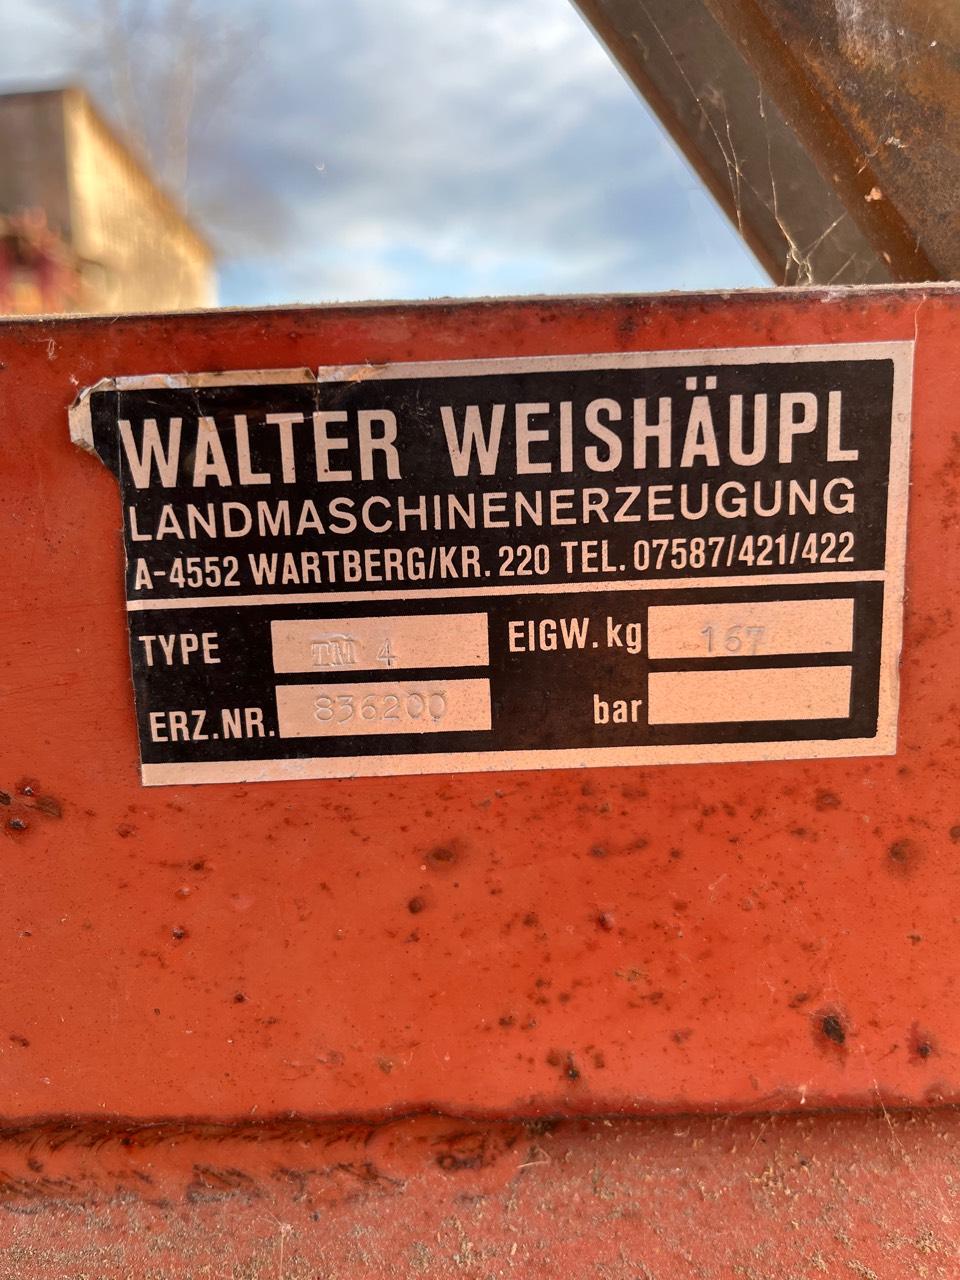 WALTER WEISHÄUPL
LANDMASCHINENERZEUGUNG
A-4552 WARTBERG/KR. 220 TEL. 07587/421/422
TYPE TM 4 EIGW. kg 167
ERZ.NR. 836200 bar